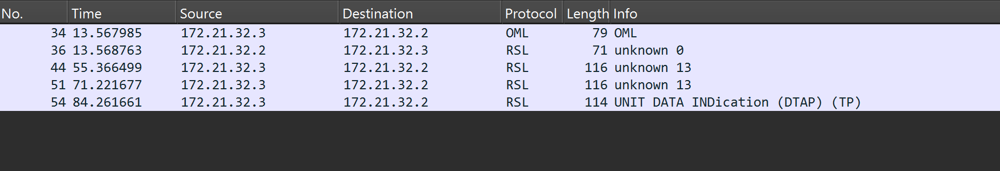 No. Time Source Destination Protocol Length Info
34 13.567985 172.21.32.3 172.21.32.2 OML 79 OML
36 13.568763 172.21.32.2 172.21.32.3 RSL 71 unknown 0
44 55.366499 172.21.32.3 172.21.32.2 RSL 116 unknown 13
51 71.221677 172.21.32.3 172.21.32.2 RSL 116 unknown 13
54 84.261661 172.21.32.3 172.21.32.2 RSL 114 UNIT DATA INDication (DTAP) (TP)